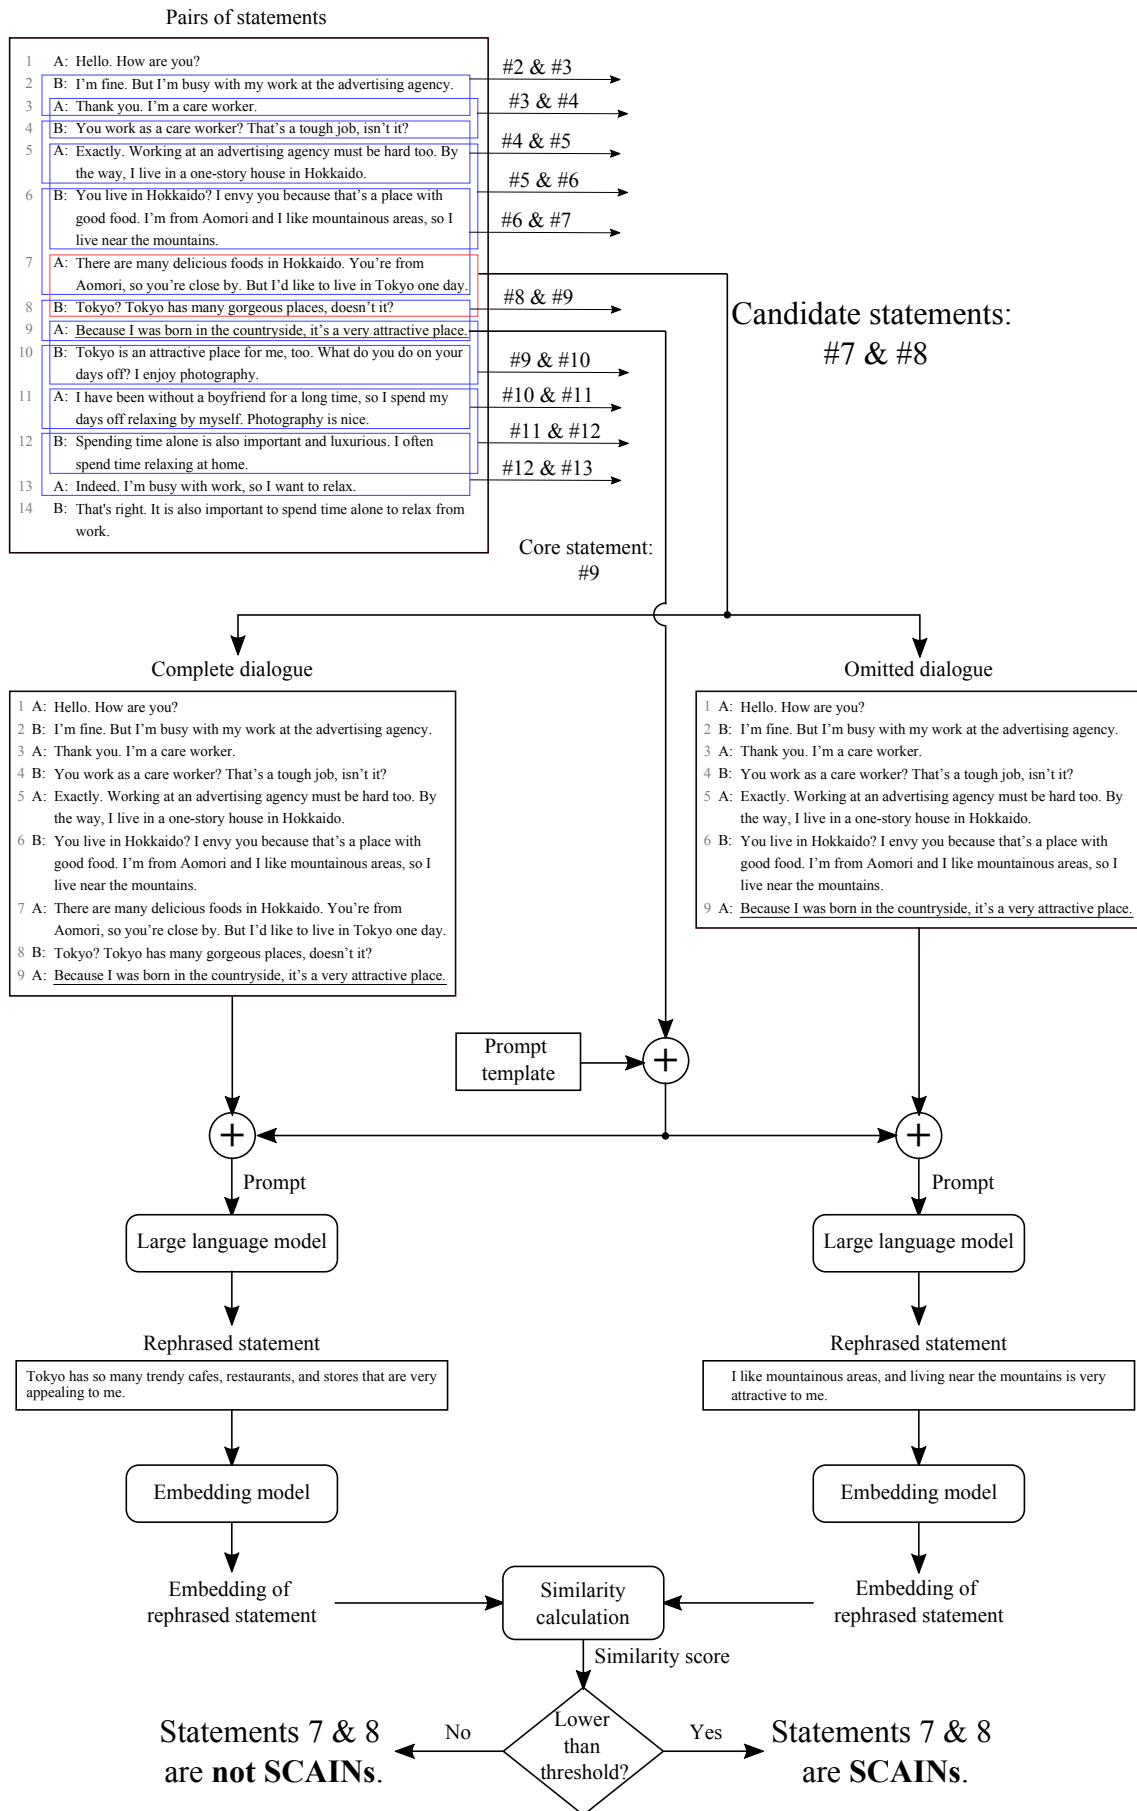 Pairs of statements
1 A: Hello. How are you?
2 B: I'm fine. But I'm busy with my work at the advertising agency.
3 A: Thank you. I'm a care worker.
4 B: You work as a care worker? That's a tough job, isn't it?
5 A: Exactly. Working at an advertising agency must be hard too. By
the way, I live in a one-story house in Hokkaido.
6 B: You live in Hokkaido? I envy you because that's a place with
good food. I'm from Aomori and I like mountainous areas, so I
live near the mountains.
7 A: There are many delicious foods in Hokkaido. You're from
Aomori, so you're close by. But I'd like to live in Tokyo one day.
8 B: Tokyo? Tokyo has many gorgeous places, doesn't it?
9 A: Because I was born in the countryside, it's a very attractive place.
10 B: Tokyo is an attractive place for me, too. What do you do on your
days off? I enjoy photography.
11 A: I have been without a boyfriend for a long time, so I spend my
days off relaxing by myself. Photography is nice.
12 B: Spending time alone is also important and luxurious. I often
spend time relaxing at home.
13 A: Indeed. I'm busy with work, so I want to relax.
14 B: That's right. It is also important to spend time alone to relax from
work.
#2 & #3
#3 & #4
#4 & #5
#5 & #6
#6 & #7
#8 & #9
#9 & #10
#10 & #11
#11 & #12
#12 & #13
Candidate statements:
#7 & #8
Core statement:
#9
Complete dialogue
1 A: Hello. How are you?
2 B: I'm fine. But I'm busy with my work at the advertising agency.
3 A: Thank you. I'm a care worker.
4 B: You work as a care worker? That's a tough job, isn't it?
5 A: Exactly. Working at an advertising agency must be hard too. By
the way, I live in a one-story house in Hokkaido.
6 B: You live in Hokkaido? I envy you because that's a place with
good food. I'm from Aomori and I like mountainous areas, so I
live near the mountains.
7 A: There are many delicious foods in Hokkaido. You're from
Aomori, so you're close by. But I'd like to live in Tokyo one day.
8 B: Tokyo? Tokyo has many gorgeous places, doesn't it?
9 A: Because I was born in the countryside, it's a very attractive place.
Omitted dialogue
1 A: Hello. How are you?
2 B: I'm fine. But I'm busy with my work at the advertising agency.
3 A: Thank you. I'm a care worker.
4 B: You work as a care worker? That's a tough job, isn't it?
5 A: Exactly. Working at an advertising agency must be hard too. By
the way, I live in a one-story house in Hokkaido.
6 B: You live in Hokkaido? I envy you because that's a place with
good food. I'm from Aomori and I like mountainous areas, so I
live near the mountains.
9 A: Because I was born in the countryside, it's a very attractive place.
Prompt
template
Prompt
Prompt
Large language model
Large language model
Rephrased statement
Rephrased statement
Tokyo has so many trendy cafes, restaurants, and stores that are very
appealing to me.
I like mountainous areas, and living near the mountains is very
attractive to me.
Embedding model
Embedding model
Embedding of
rephrased statement
Similarity
calculation
Embedding of
rephrased statement
Similarity score
Lower
than
threshold?
No
Yes
Statements 7 & 8
are not SCAINs.
Statements 7 & 8
are SCAINs.